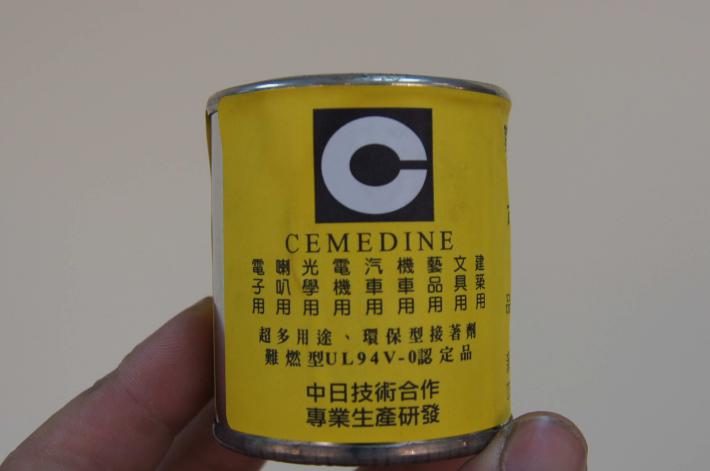 CEMEDINE
電子用
喇叭用
光學用
電機用
汽車用
機車用
藝品用
文具用
建築用
超多用途、環保型接著劑
難燃型UL94V-0認定品
中日技術合作
專業生產研發